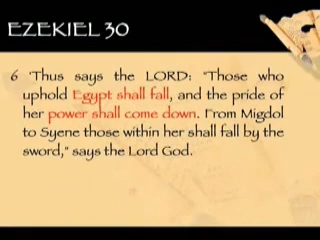 EZEKIEL 30
6 'Thus says the LORD: "Those who
uphold Egypt shall fall, and the pride of
her power shall come down. From Migdol
to Syene those within her shall fall by the
sword," says the Lord God.